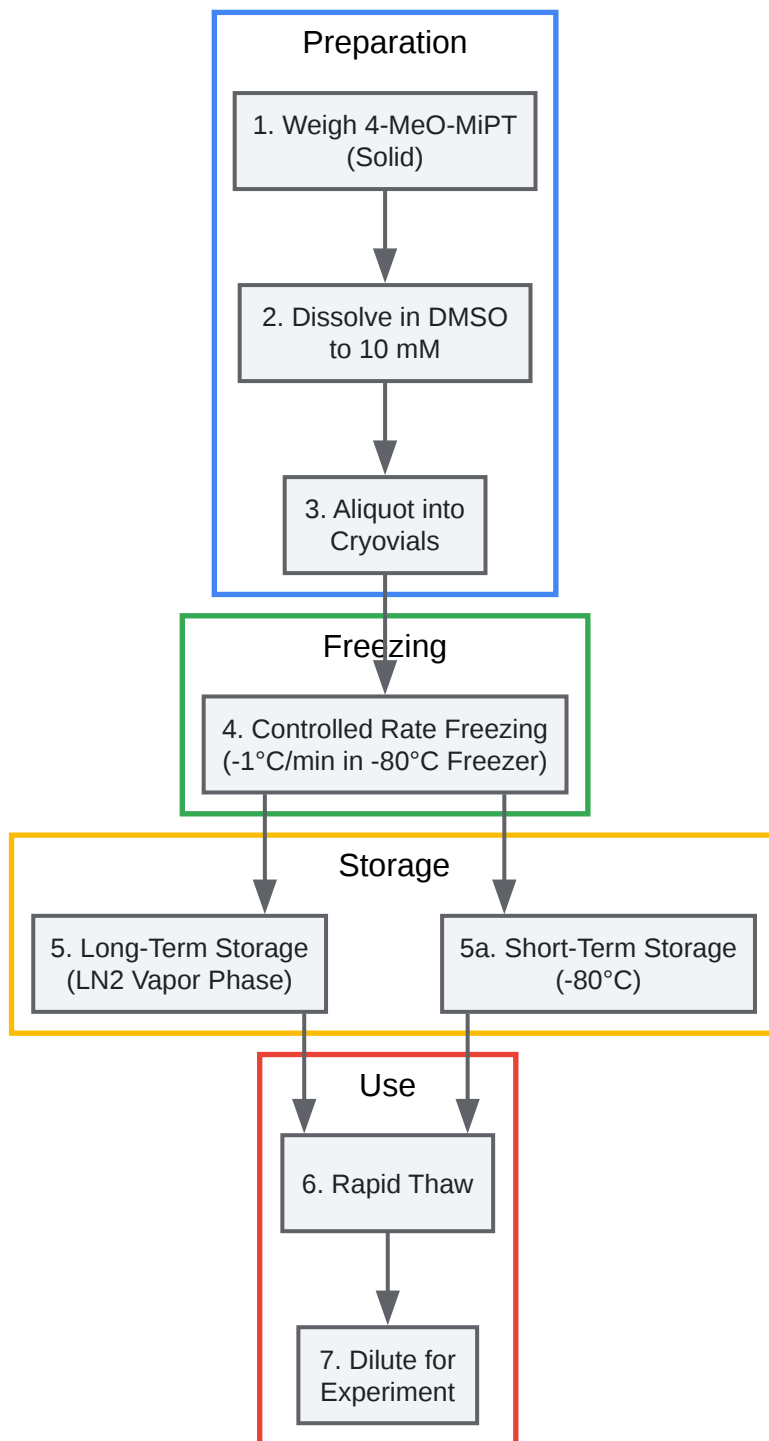 Preparation
1. Weigh 4-MeO-MiPT
(Solid)
2. Dissolve in DMSO
to 10 mM
3. Aliquot into
Cryovials
Freezing
4. Controlled Rate Freezing
(-1°C/min in -80°C Freezer)
Storage
5. Long-Term Storage
(LN2 Vapor Phase)
5a. Short-Term Storage
(-80°C)
Use
6. Rapid Thaw
7. Dilute for
Experiment